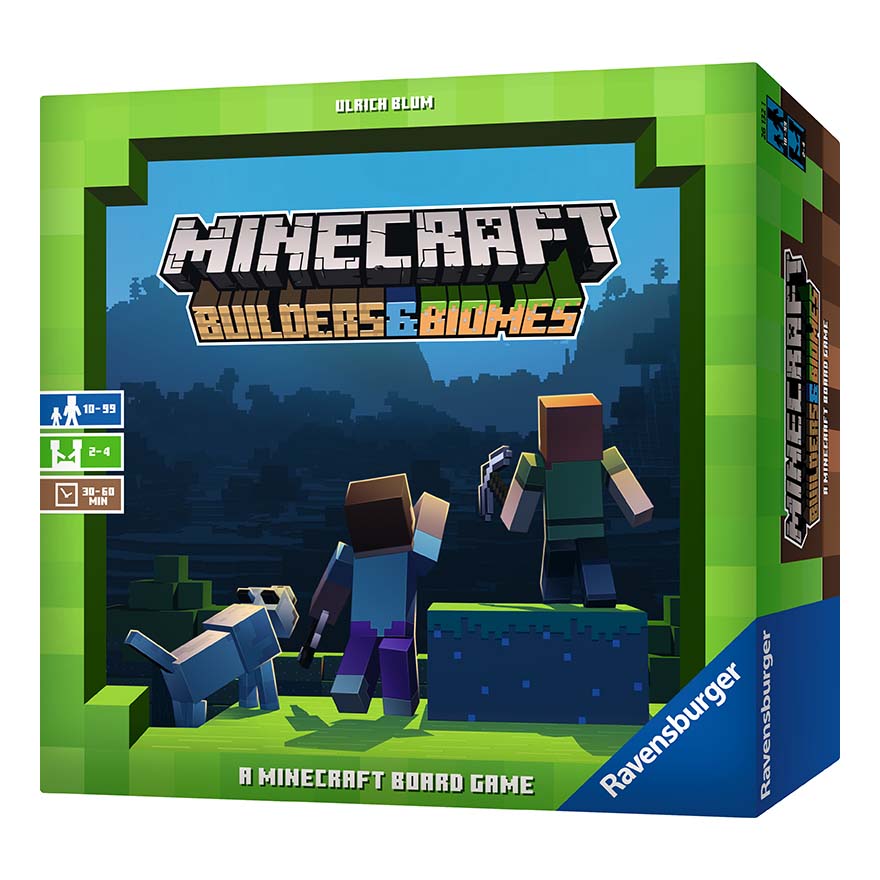 ULRICH BLUM
MINECRAFT
BUILDERS & BIOMES
10-99
2-4
30-60
MIN
A MINECRAFT BOARD GAME
Ravensburger
MINECRAFT
BUILDERS & BIOMES
A MINECRAFT BOARD GAME
Ravensburger